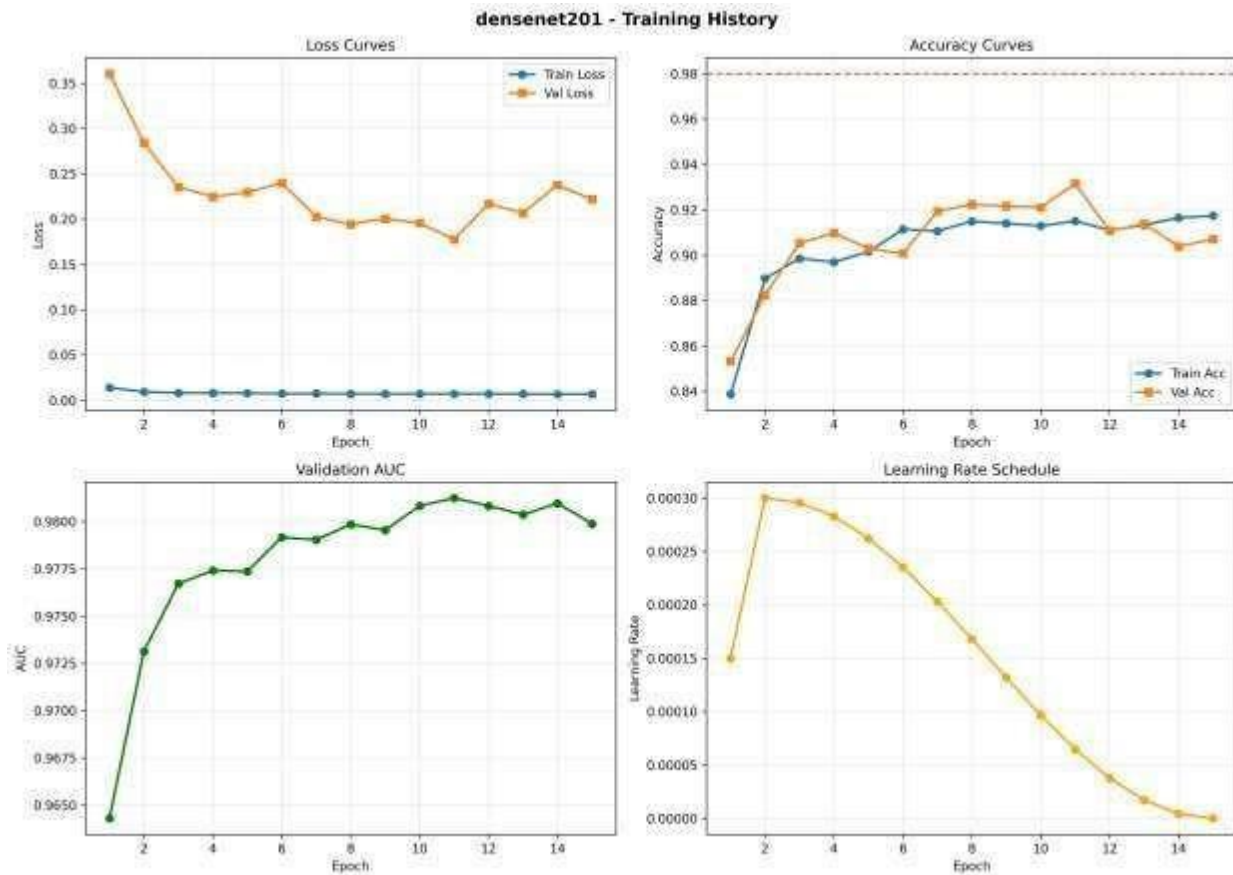 densenet201 - Training History
Loss Curves
Train Loss
Val Loss
0.35
0.30
0.25
0.20
0.15
0.10
0.05
0.00
Loss
2 4 6 8 10 12 14
Epoch
Accuracy Curves
0.98
0.96
0.94
0.92
0.90
0.88
0.86
0.84
Accuracy
Train Acc
Val Acc
2 4 6 8 10 12 14
Epoch
Validation AUC
0.9800
0.9775
0.9750
0.9725
0.9700
0.9675
0.9650
AUC
2 4 6 8 10 12 14
Epoch
Learning Rate Schedule
0.00030
0.00025
0.00020
0.00015
0.00010
0.00005
0.00000
Learning Rate
2 4 6 8 10 12 14
Epoch